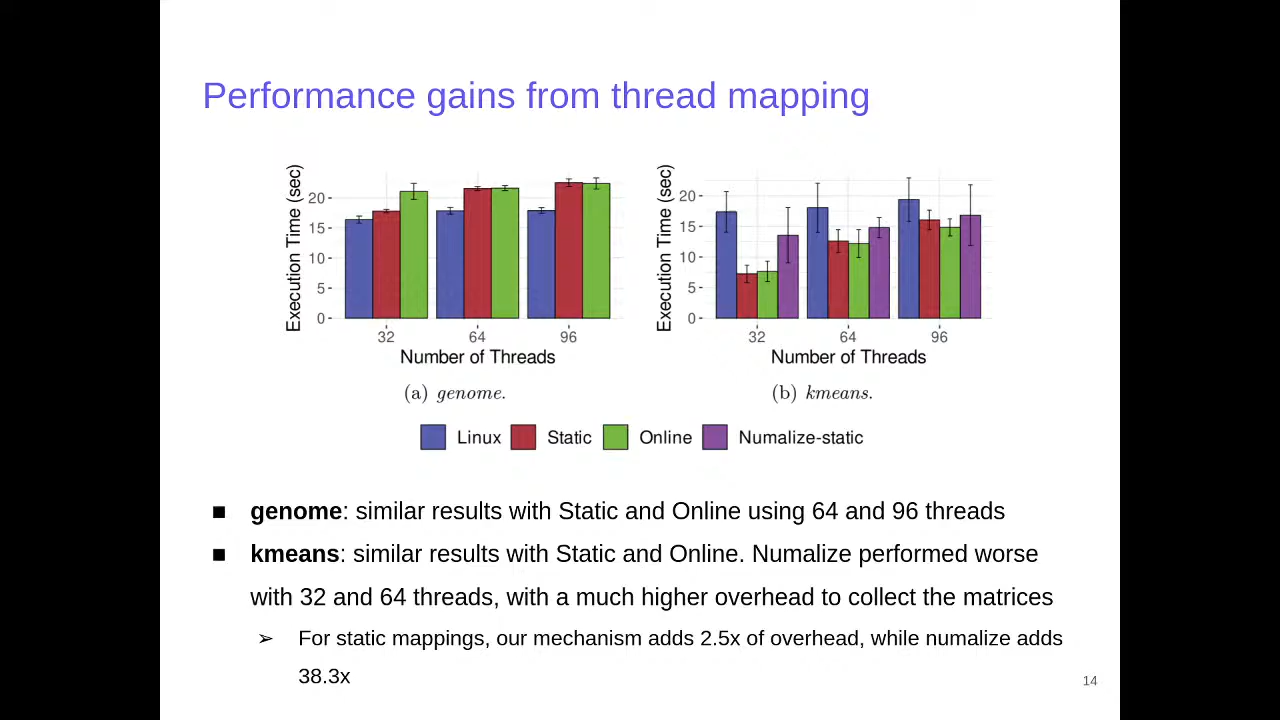 Performance gains from thread mapping
Execution Time (sec)
20
15
10
5
0
32 64 96
Number of Threads
(a) genome.
Execution Time (sec)
20
15
10
5
0
32 64 96
Number of Threads
(b) kmeans.
Linux Static Online Numalize-static
■ genome: similar results with Static and Online using 64 and 96 threads
■ kmeans: similar results with Static and Online. Numalize performed worse
with 32 and 64 threads, with a much higher overhead to collect the matrices
➢ For static mappings, our mechanism adds 2.5x of overhead, while numalize adds
38.3x
14